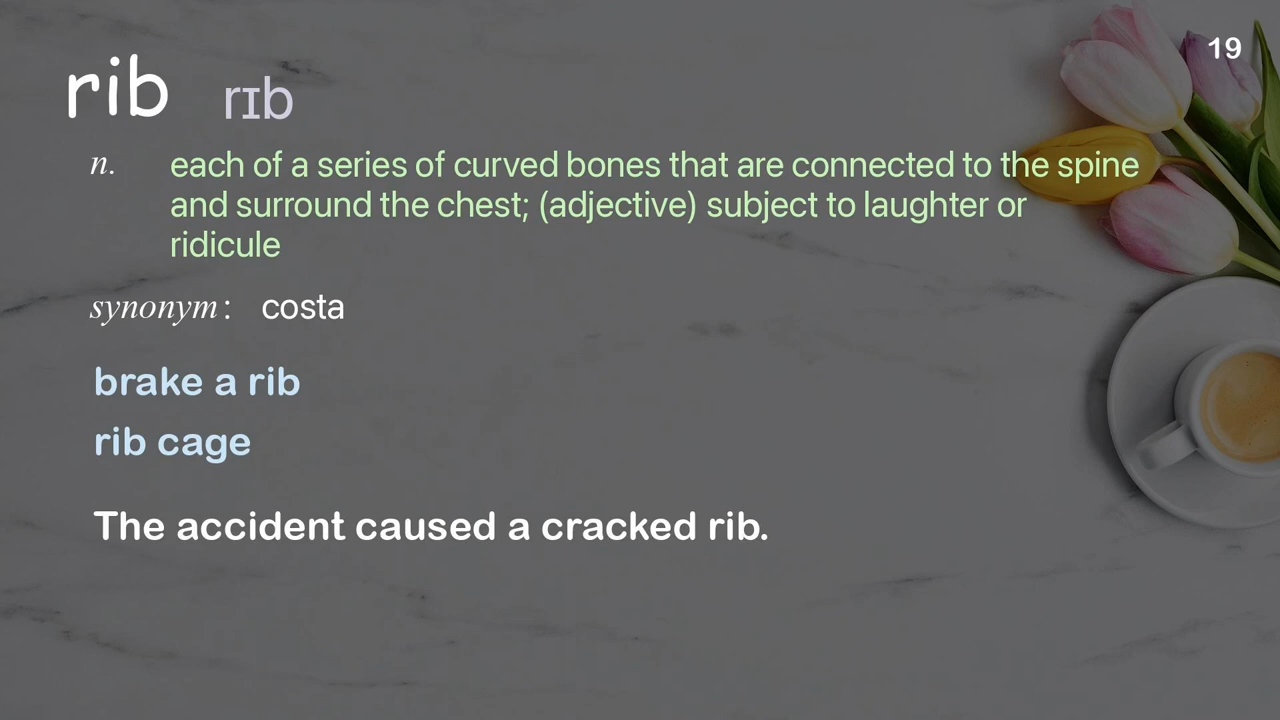 19
rib rɪb
n. each of a series of curved bones that are connected to the spine
and surround the chest; (adjective) subject to laughter or
ridicule
synonym: costa
brake a rib
rib cage
The accident caused a cracked rib.